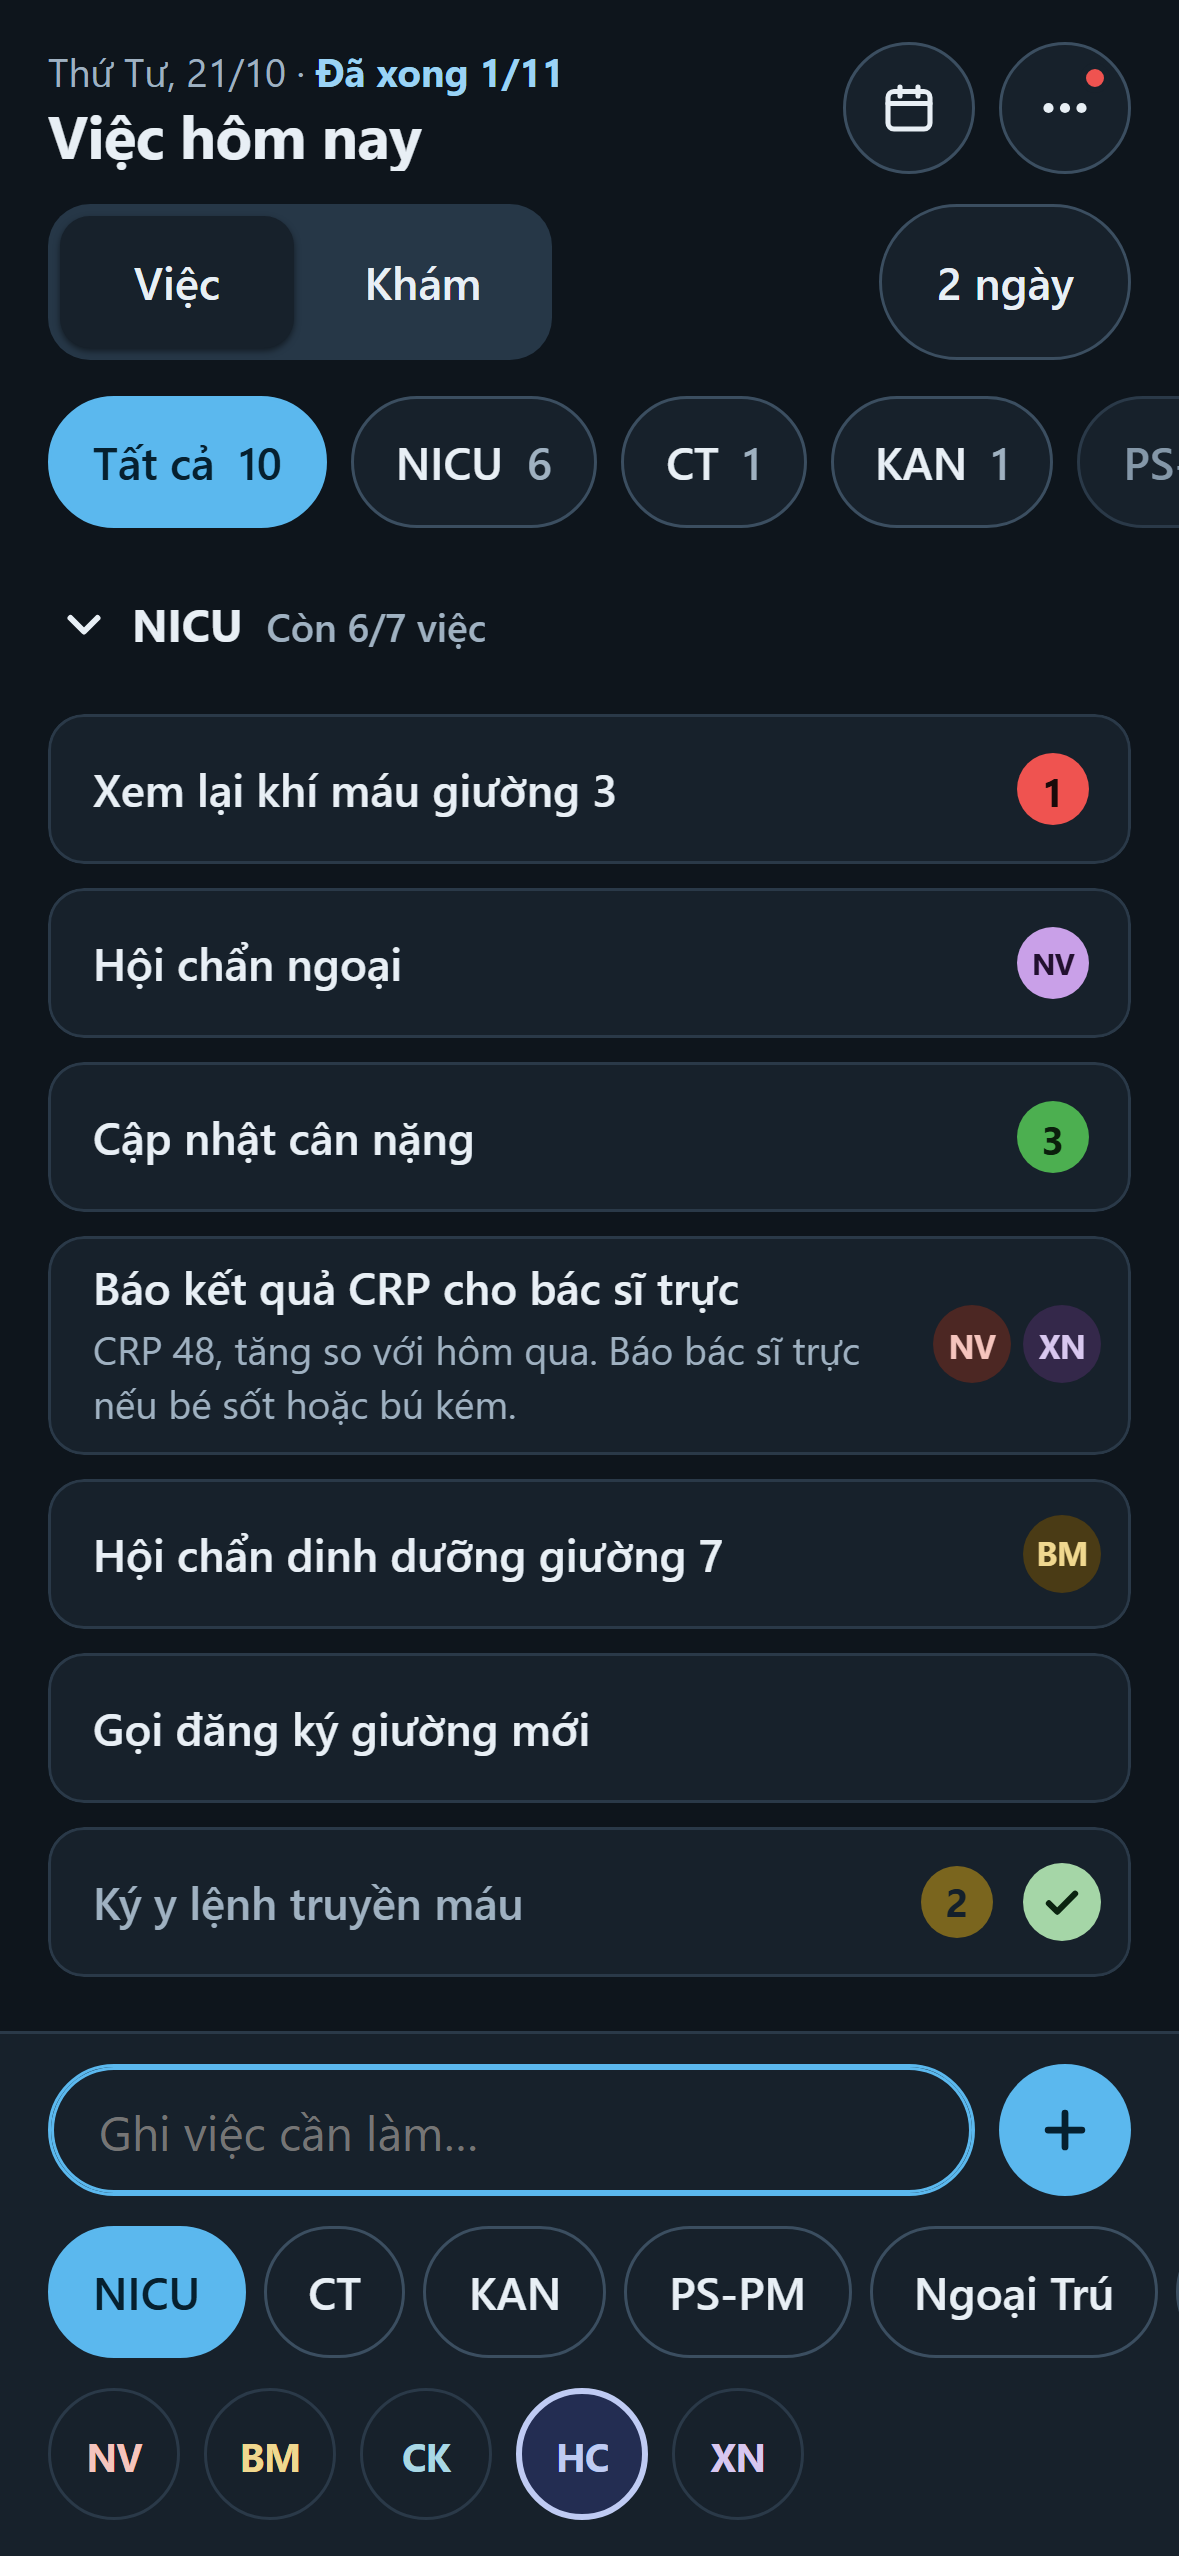 Thứ Tư, 21/10 · Đã xong 1/11
Việc hôm nay
Việc
Khám
2 ngày
Tất cả 10
NICU 6
CT 1
KAN 1
PS-
NICU Còn 6/7 việc
Xem lại khí máu giường 3
1
Hội chẩn ngoại
NV
Cập nhật cân nặng
3
Báo kết quả CRP cho bác sĩ trực
CRP 48, tăng so với hôm qua. Báo bác sĩ trực
nếu bé sốt hoặc bú kém.
NV
XN
Hội chẩn dinh dưỡng giường 7
BM
Gọi đăng ký giường mới
Ký y lệnh truyền máu
2
Ghi việc cần làm...
NICU
CT
KAN
PS-PM
Ngoại Trú
NV
BM
CK
HC
XN